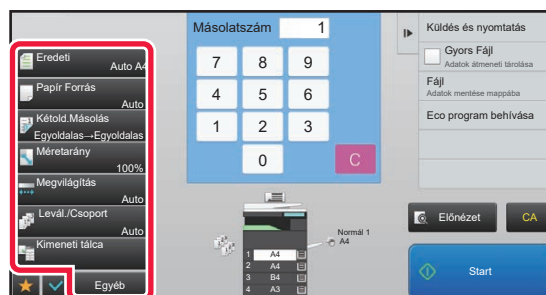 Eredeti
Auto A4
Papír Forrás
Auto
Kétold.Másolás
Egyoldalas→Egyoldalas
Méretarány
100%
Megvilágítás
Auto
Levál./Csoport
Auto
Kimeneti tálca
Egyéb
Másolatszám 1
7 8 9
4 5 6
1 2 3
0 C
Normál 1
A4
1 A4
2 A4
3 B4
4 A3
Küldés és nyomtatás
Gyors Fájl
Adatok átmeneti tárolása
Fájl
Adatok mentése mappába
Eco program behívása
Előnézet CA
Start